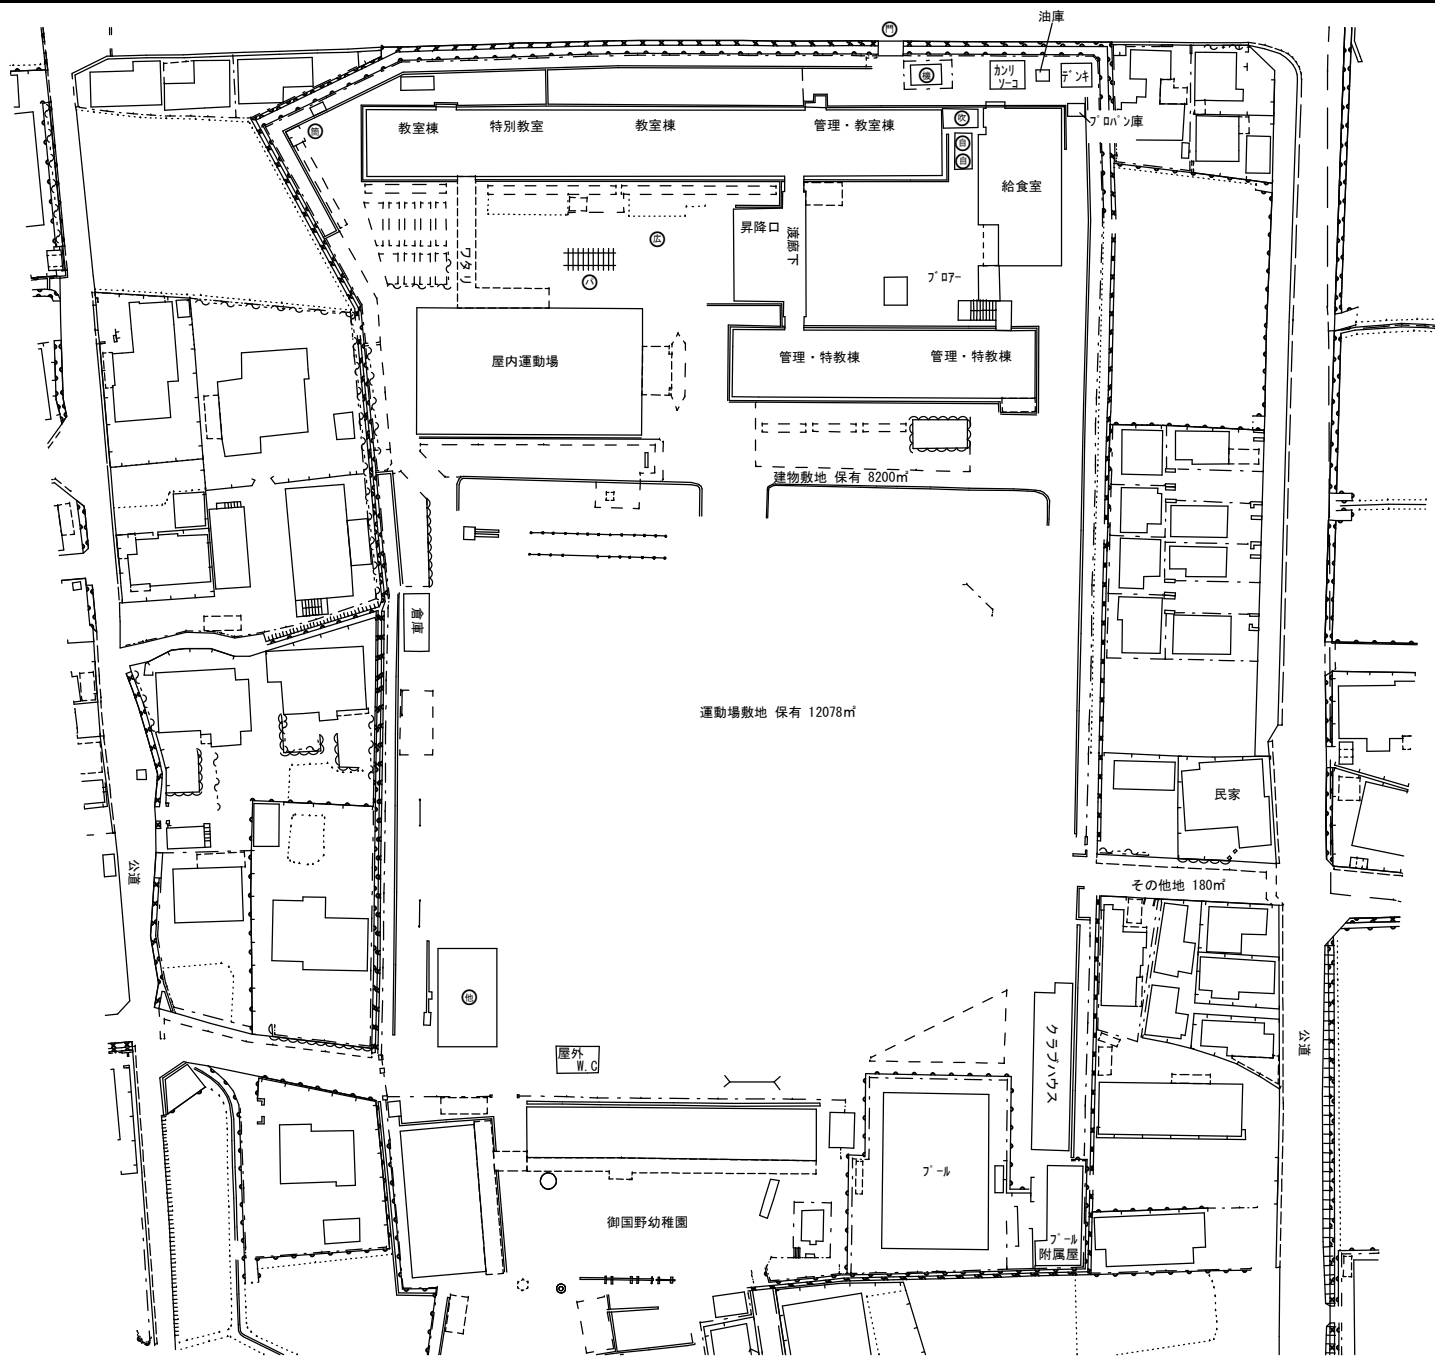 油庫
門
機
カンリ
ソーコ
デンキ
プロパン庫
教室棟
特別教室
教室棟
管理・教室棟
吹
自
自
給食室
昇降口
渡廊下
ワタリ
広
ハ
ブロアー
屋内運動場
管理・特教棟
管理・特教棟
建物敷地 保有 8200㎡
倉庫
運動場敷地 保有 12078㎡
民家
公道
その他地 180㎡
他
屋外
W.C
クラブハウス
公道
プール
御国野幼稚園
プール
附属屋